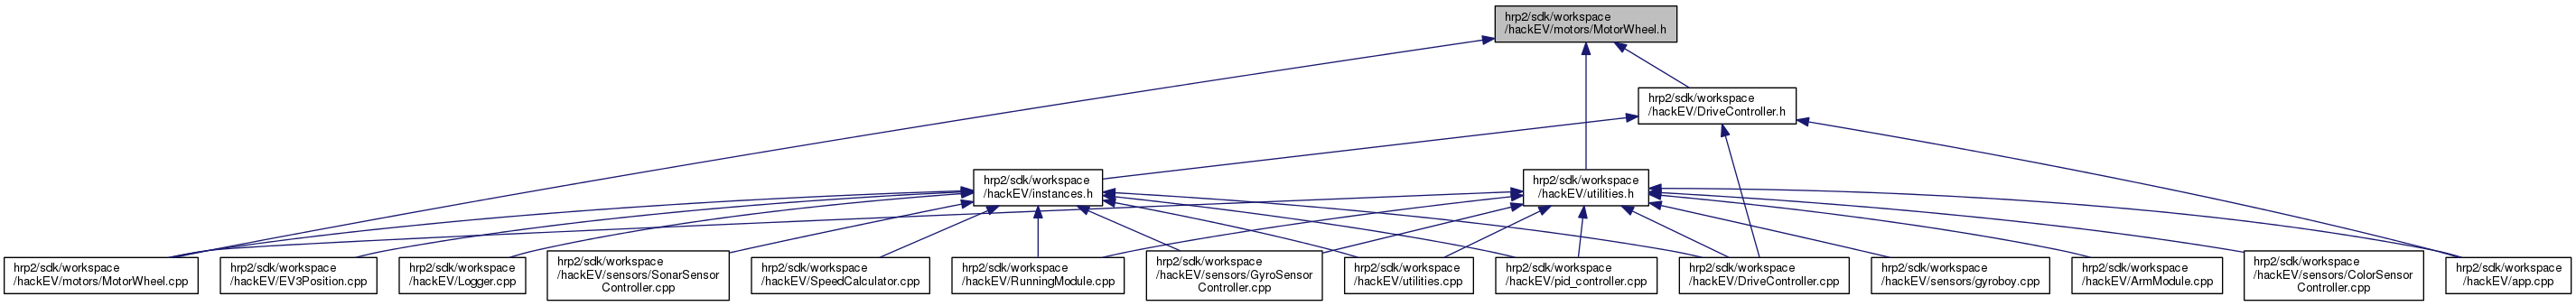 hrp2/sdk/workspace
/hackEV/motors/MotorWheel.h
hrp2/sdk/workspace
/hackEV/DriveController.h
hrp2/sdk/workspace
/hackEV/instances.h
hrp2/sdk/workspace
/hackEV/utilities.h
hrp2/sdk/workspace
/hackEV/motors/MotorWheel.cpp
hrp2/sdk/workspace
/hackEV/EV3Position.cpp
hrp2/sdk/workspace
/hackEV/Logger.cpp
hrp2/sdk/workspace
/hackEV/sensors/SonarSensor
Controller.cpp
hrp2/sdk/workspace
/hackEV/SpeedCalculator.cpp
hrp2/sdk/workspace
/hackEV/RunningModule.cpp
hrp2/sdk/workspace
/hackEV/sensors/GyroSensor
Controller.cpp
hrp2/sdk/workspace
/hackEV/utilities.cpp
hrp2/sdk/workspace
/hackEV/pid_controller.cpp
hrp2/sdk/workspace
/hackEV/DriveController.cpp
hrp2/sdk/workspace
/hackEV/sensors/gyroboy.cpp
hrp2/sdk/workspace
/hackEV/ArmModule.cpp
hrp2/sdk/workspace
/hackEV/sensors/ColorSensor
Controller.cpp
hrp2/sdk/workspace
/hackEV/app.cpp